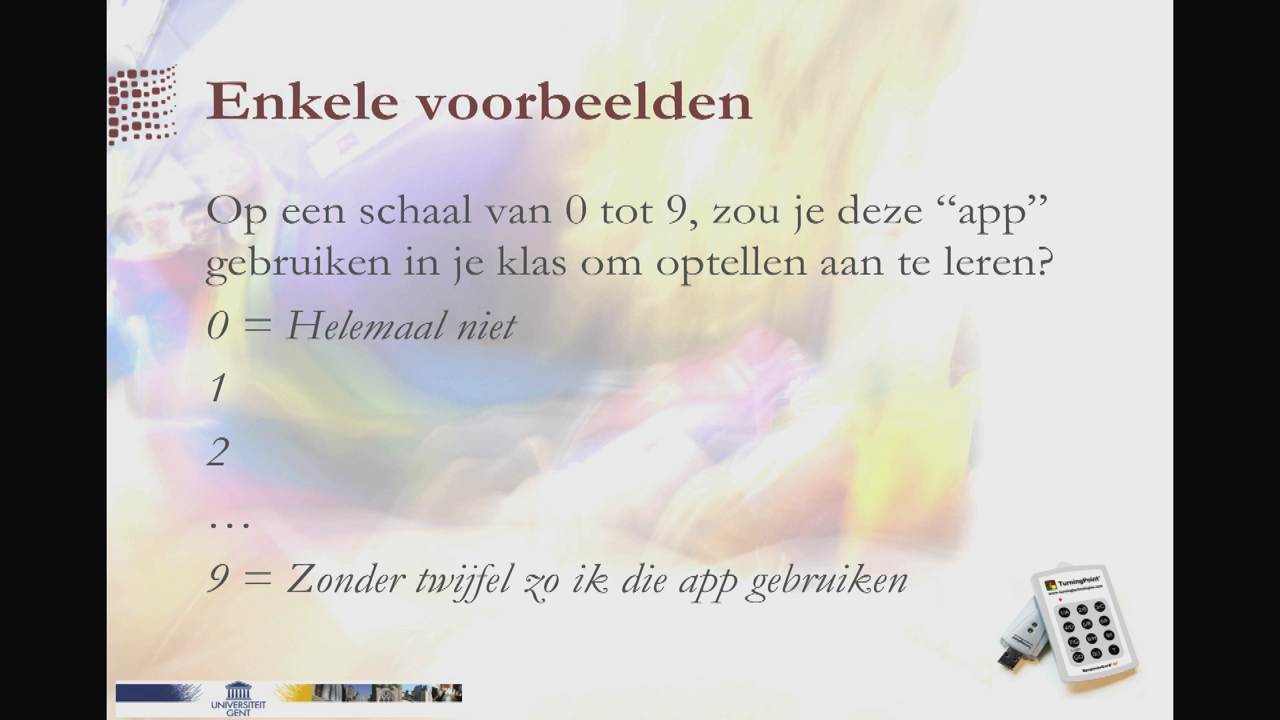 Enkele voorbeelden
Op een schaal van 0 tot 9, zou je deze “app”
gebruiken in je klas om optellen aan te leren?
0 = Helemaal niet
1
2
…
9 = Zonder twijfel zo ik die app gebruiken
TurningPoint
UNIVERSITEIT
GENT